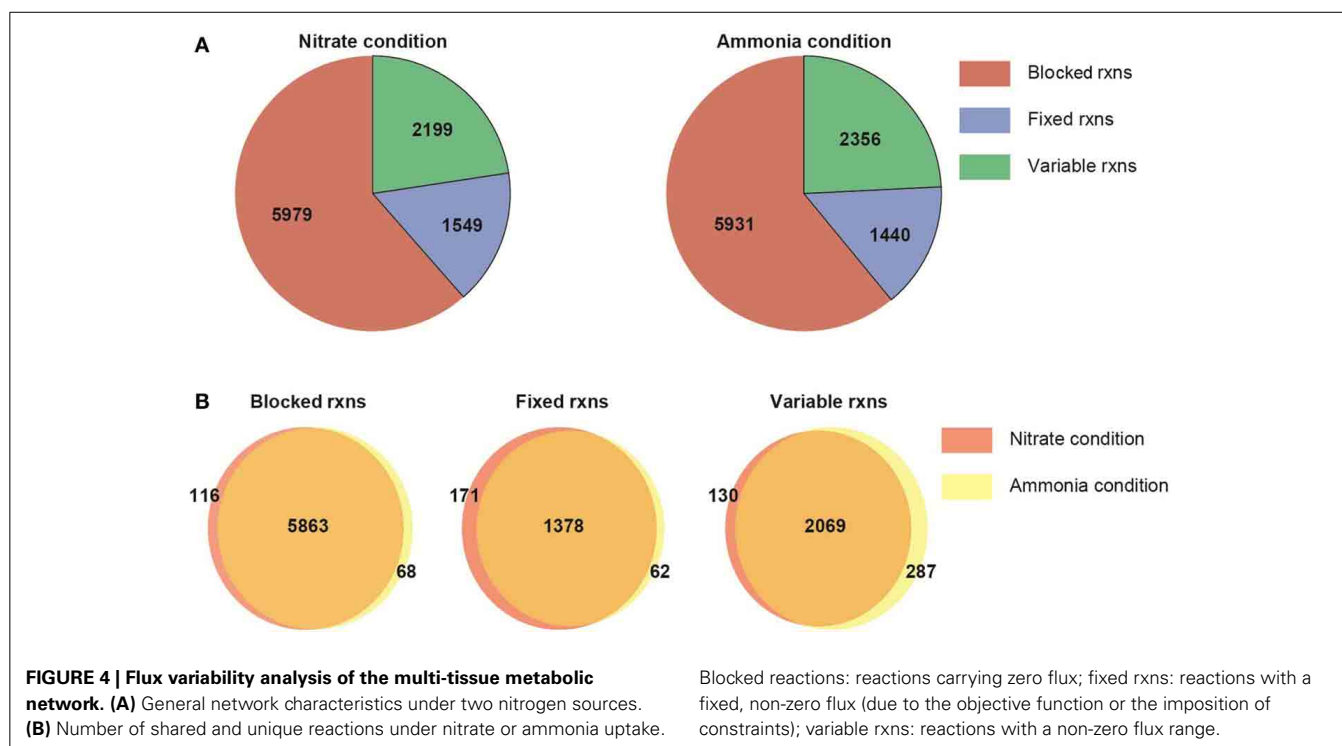 A
Nitrate condition
Ammonia condition
2199
5979
1549
2356
5931
1440
Blocked rxns
Fixed rxns
Variable rxns
B
Blocked rxns
Fixed rxns
Variable rxns
116
5863
68
171
1378
62
130
2069
287
Nitrate condition
Ammonia condition
FIGURE 4 | Flux variability analysis of the multi-tissue metabolic
network. (A) General network characteristics under two nitrogen sources.
(B) Number of shared and unique reactions under nitrate or ammonia uptake.
Blocked reactions: reactions carrying zero flux; fixed rxns: reactions with a
fixed, non-zero flux (due to the objective function or the imposition of
constraints); variable rxns: reactions with a non-zero flux range.